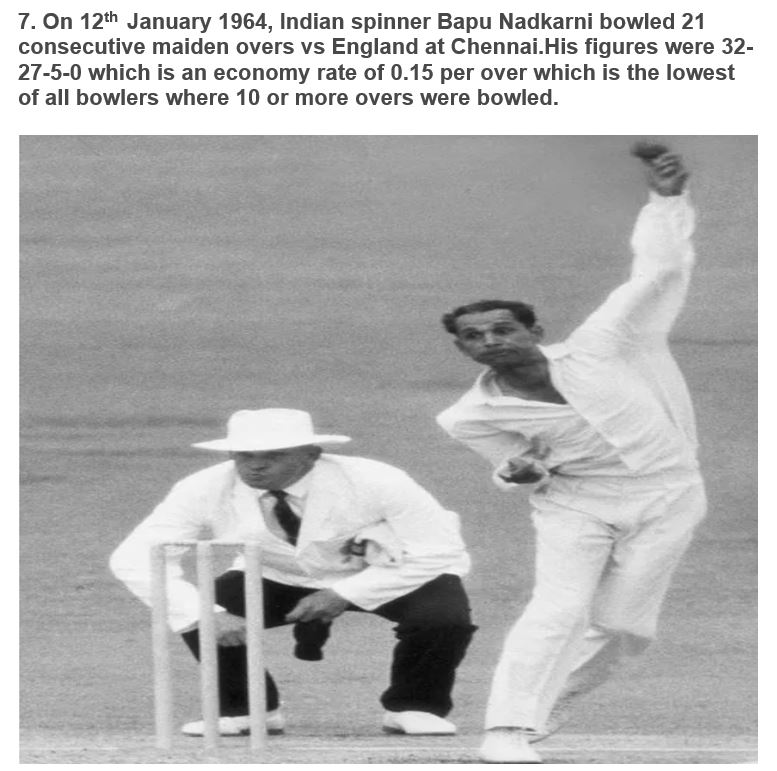 7. On 12th January 1964, Indian spinner Bapu Nadkarni bowled 21
consecutive maiden overs vs England at Chennai.His figures were 32-
27-5-0 which is an economy rate of 0.15 per over which is the lowest
of all bowlers where 10 or more overs were bowled.